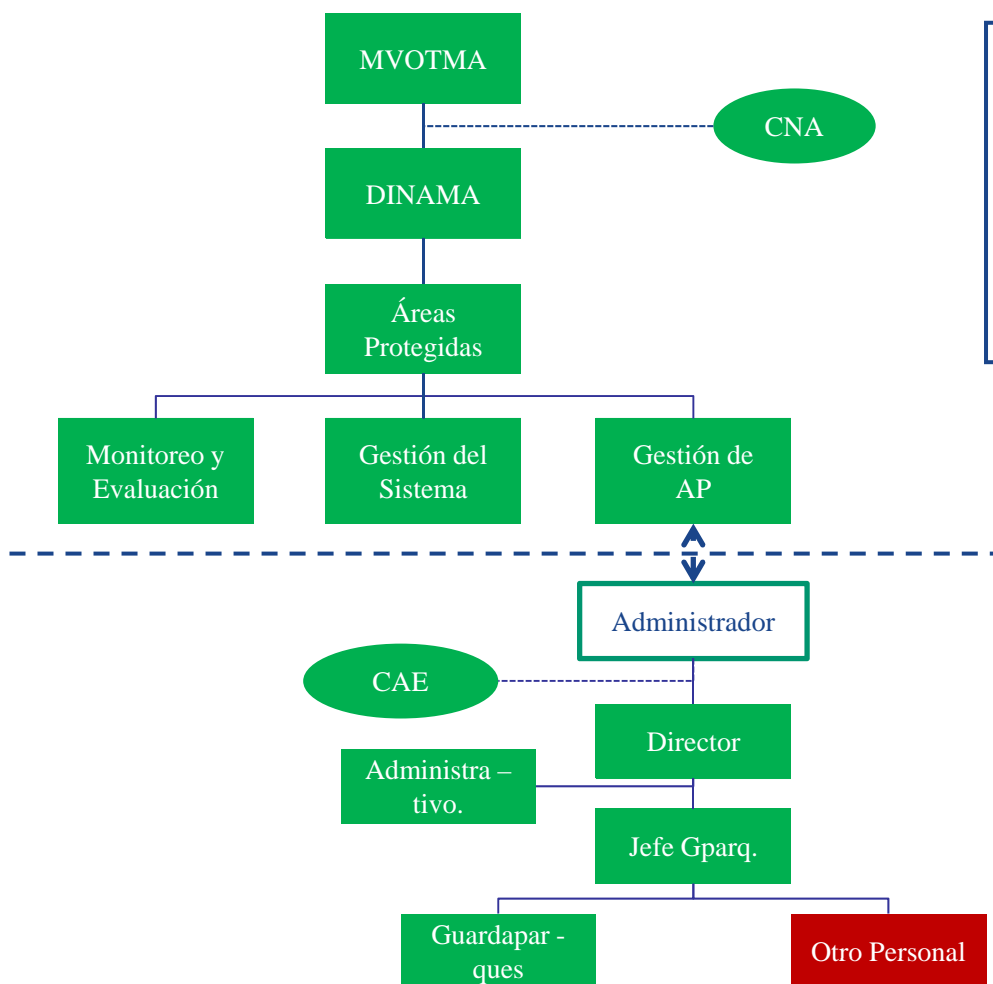 MVOTMA
CNA
DINAMA
Áreas
Protegidas
Monitoreo y
Evaluación
Gestión del
Sistema
Gestión de
AP
Administrador
CAE
Director
Administra –
tivo.
Jefe Gparq.
Guardapar -
ques
Otro Personal